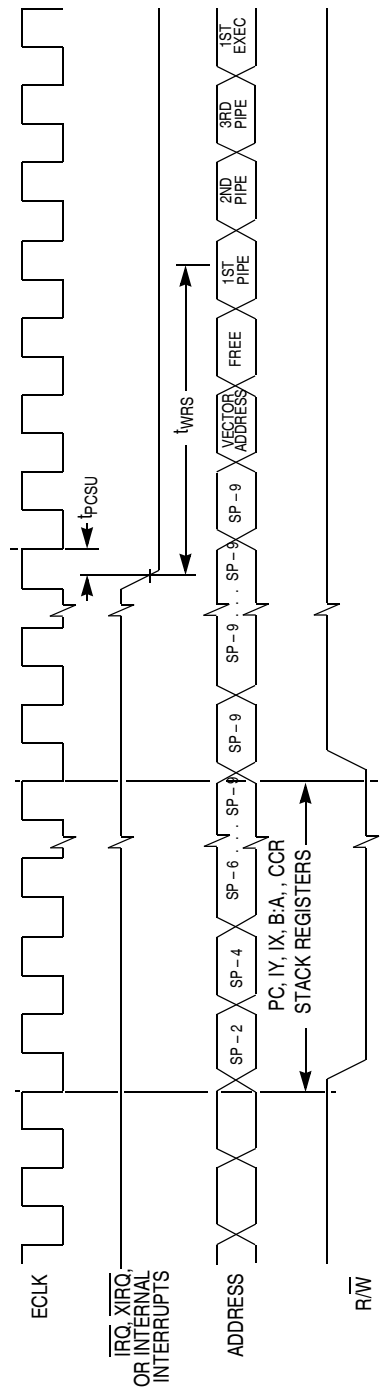 ECLK
t
PCSU
IRQ, XIRQ,
OR INTERNAL
INTERRUPTS
t
WRS
ADDRESS
SP – 2
SP – 4
SP – 6 . . . SP – 9
SP – 9
SP – 9 . . . SP – 9
SP – 9
VECTOR
ADDRESS
FREE
1ST
PIPE
2ND
PIPE
3RD
PIPE
1ST
EXEC
PC, IY, IX, B:A, , CCR
STACK REGISTERS
R/W